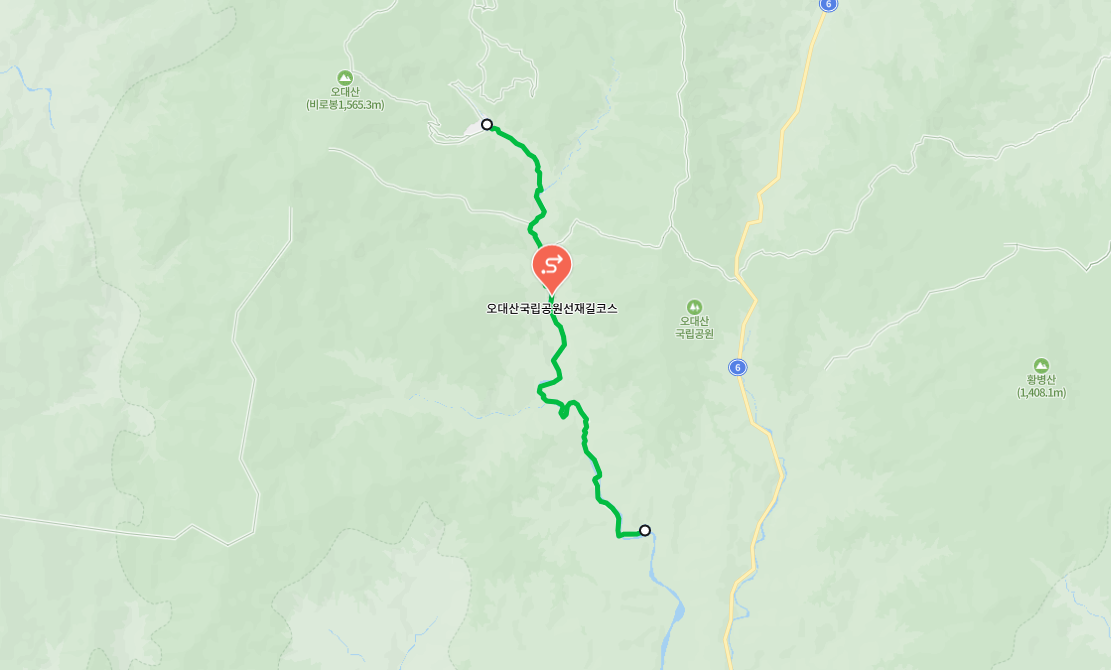 6
오대산
(비로봉1,565.3m)
오대산국립공원선재길코스
오대산
국립공원
6
황병산
(1,408.1m)